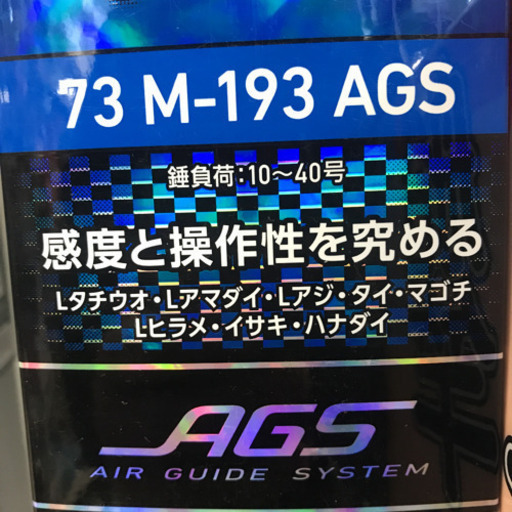 73 M-193 AGS
錘負荷:10～40号
感度と操作性を究める
Lタチウオ・Lアマダイ・Lアジ・タイ・マゴチ
Lヒラメ・イサキ・ハナダイ
AGS
AIR GUIDE SYSTEM